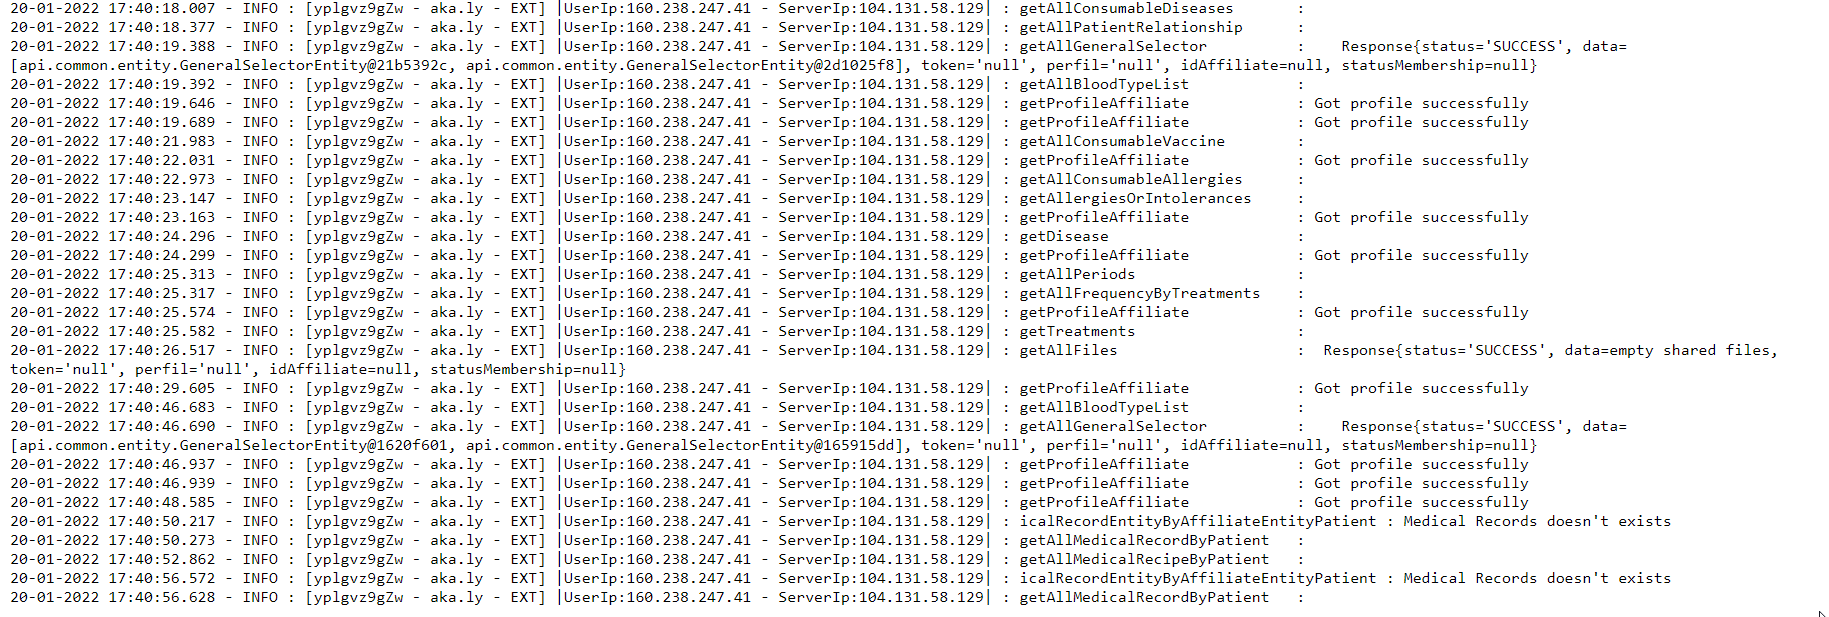 20-01-2022 17:40:18.007 - INFO : [yplgvz9gZw - aka.ly - EXT] |UserIp:160.238.247.41 - ServerIp:104.131.58.129| : getAllConsumableDiseases       :
20-01-2022 17:40:18.377 - INFO : [yplgvz9gZw - aka.ly - EXT] |UserIp:160.238.247.41 - ServerIp:104.131.58.129| : getAllPatientRelationship      :
20-01-2022 17:40:19.388 - INFO : [yplgvz9gZw - aka.ly - EXT] |UserIp:160.238.247.41 - ServerIp:104.131.58.129| : getAllGeneralSelector          :    Response{status='SUCCESS', data=
[api.common.entity.GeneralSelectorEntity@21b5392c, api.common.entity.GeneralSelectorEntity@2d1025f8], token='null', perfil='null', idAffiliate=null, statusMembership=null}
20-01-2022 17:40:19.392 - INFO : [yplgvz9gZw - aka.ly - EXT] |UserIp:160.238.247.41 - ServerIp:104.131.58.129| : getAllBloodTypeList            :
20-01-2022 17:40:19.646 - INFO : [yplgvz9gZw - aka.ly - EXT] |UserIp:160.238.247.41 - ServerIp:104.131.58.129| : getProfileAffiliate            : Got profile successfully
20-01-2022 17:40:19.689 - INFO : [yplgvz9gZw - aka.ly - EXT] |UserIp:160.238.247.41 - ServerIp:104.131.58.129| : getProfileAffiliate            : Got profile successfully
20-01-2022 17:40:21.983 - INFO : [yplgvz9gZw - aka.ly - EXT] |UserIp:160.238.247.41 - ServerIp:104.131.58.129| : getAllConsumableVaccine        :
20-01-2022 17:40:22.031 - INFO : [yplgvz9gZw - aka.ly - EXT] |UserIp:160.238.247.41 - ServerIp:104.131.58.129| : getProfileAffiliate            : Got profile successfully
20-01-2022 17:40:22.973 - INFO : [yplgvz9gZw - aka.ly - EXT] |UserIp:160.238.247.41 - ServerIp:104.131.58.129| : getAllConsumableAllergies      :
20-01-2022 17:40:23.147 - INFO : [yplgvz9gZw - aka.ly - EXT] |UserIp:160.238.247.41 - ServerIp:104.131.58.129| : getAllergiesOrIntolerances     :
20-01-2022 17:40:23.163 - INFO : [yplgvz9gZw - aka.ly - EXT] |UserIp:160.238.247.41 - ServerIp:104.131.58.129| : getProfileAffiliate            : Got profile successfully
20-01-2022 17:40:24.296 - INFO : [yplgvz9gZw - aka.ly - EXT] |UserIp:160.238.247.41 - ServerIp:104.131.58.129| : getDisease                     :
20-01-2022 17:40:24.299 - INFO : [yplgvz9gZw - aka.ly - EXT] |UserIp:160.238.247.41 - ServerIp:104.131.58.129| : getProfileAffiliate            : Got profile successfully
20-01-2022 17:40:25.313 - INFO : [yplgvz9gZw - aka.ly - EXT] |UserIp:160.238.247.41 - ServerIp:104.131.58.129| : getAllPeriods                  :
20-01-2022 17:40:25.317 - INFO : [yplgvz9gZw - aka.ly - EXT] |UserIp:160.238.247.41 - ServerIp:104.131.58.129| : getAllFrequencyByTreatments    :
20-01-2022 17:40:25.574 - INFO : [yplgvz9gZw - aka.ly - EXT] |UserIp:160.238.247.41 - ServerIp:104.131.58.129| : getProfileAffiliate            : Got profile successfully
20-01-2022 17:40:25.582 - INFO : [yplgvz9gZw - aka.ly - EXT] |UserIp:160.238.247.41 - ServerIp:104.131.58.129| : getTreatments                  :
20-01-2022 17:40:26.517 - INFO : [yplgvz9gZw - aka.ly - EXT] |UserIp:160.238.247.41 - ServerIp:104.131.58.129| : getAllFiles                    :  Response{status='SUCCESS', data=empty shared files,
token='null', perfil='null', idAffiliate=null, statusMembership=null}
20-01-2022 17:40:29.605 - INFO : [yplgvz9gZw - aka.ly - EXT] |UserIp:160.238.247.41 - ServerIp:104.131.58.129| : getProfileAffiliate            : Got profile successfully
20-01-2022 17:40:46.683 - INFO : [yplgvz9gZw - aka.ly - EXT] |UserIp:160.238.247.41 - ServerIp:104.131.58.129| : getAllBloodTypeList            :
20-01-2022 17:40:46.690 - INFO : [yplgvz9gZw - aka.ly - EXT] |UserIp:160.238.247.41 - ServerIp:104.131.58.129| : getAllGeneralSelector          :    Response{status='SUCCESS', data=
[api.common.entity.GeneralSelectorEntity@1620f601, api.common.entity.GeneralSelectorEntity@165915dd], token='null', perfil='null', idAffiliate=null, statusMembership=null}
20-01-2022 17:40:46.937 - INFO : [yplgvz9gZw - aka.ly - EXT] |UserIp:160.238.247.41 - ServerIp:104.131.58.129| : getProfileAffiliate            : Got profile successfully
20-01-2022 17:40:46.939 - INFO : [yplgvz9gZw - aka.ly - EXT] |UserIp:160.238.247.41 - ServerIp:104.131.58.129| : getProfileAffiliate            : Got profile successfully
20-01-2022 17:40:48.585 - INFO : [yplgvz9gZw - aka.ly - EXT] |UserIp:160.238.247.41 - ServerIp:104.131.58.129| : getProfileAffiliate            : Got profile successfully
20-01-2022 17:40:50.217 - INFO : [yplgvz9gZw - aka.ly - EXT] |UserIp:160.238.247.41 - ServerIp:104.131.58.129| : icalRecordEntityByAffiliateEntityPatient : Medical Records doesn't exists
20-01-2022 17:40:50.273 - INFO : [yplgvz9gZw - aka.ly - EXT] |UserIp:160.238.247.41 - ServerIp:104.131.58.129| : getAllMedicalRecordByPatient   :
20-01-2022 17:40:52.862 - INFO : [yplgvz9gZw - aka.ly - EXT] |UserIp:160.238.247.41 - ServerIp:104.131.58.129| : getAllMedicalRecipeByPatient   :
20-01-2022 17:40:56.572 - INFO : [yplgvz9gZw - aka.ly - EXT] |UserIp:160.238.247.41 - ServerIp:104.131.58.129| : icalRecordEntityByAffiliateEntityPatient : Medical Records doesn't exists
20-01-2022 17:40:56.628 - INFO : [yplgvz9gZw - aka.ly - EXT] |UserIp:160.238.247.41 - ServerIp:104.131.58.129| : getAllMedicalRecordByPatient   :